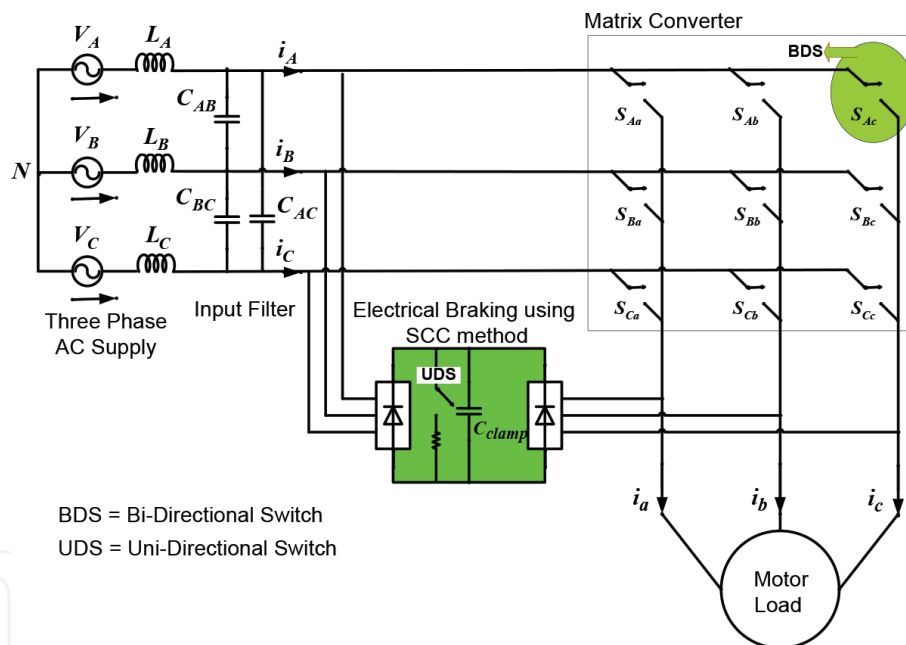 Matrix Converter
V_A
L_A
i_A
BDS
C_AB
S_Aa
S_Ab
S_Ac
N
V_B
L_B
i_B
C_BC
C_AC
S_Ba
S_Bb
S_Bc
V_C
L_C
i_C
S_Ca
S_Cb
S_Cc
Three Phase
AC Supply
Input Filter
Electrical Braking using
SCC method
UDS
C_clamp
i_a
i_b
i_c
BDS = Bi-Directional Switch
UDS = Uni-Directional Switch
Motor
Load